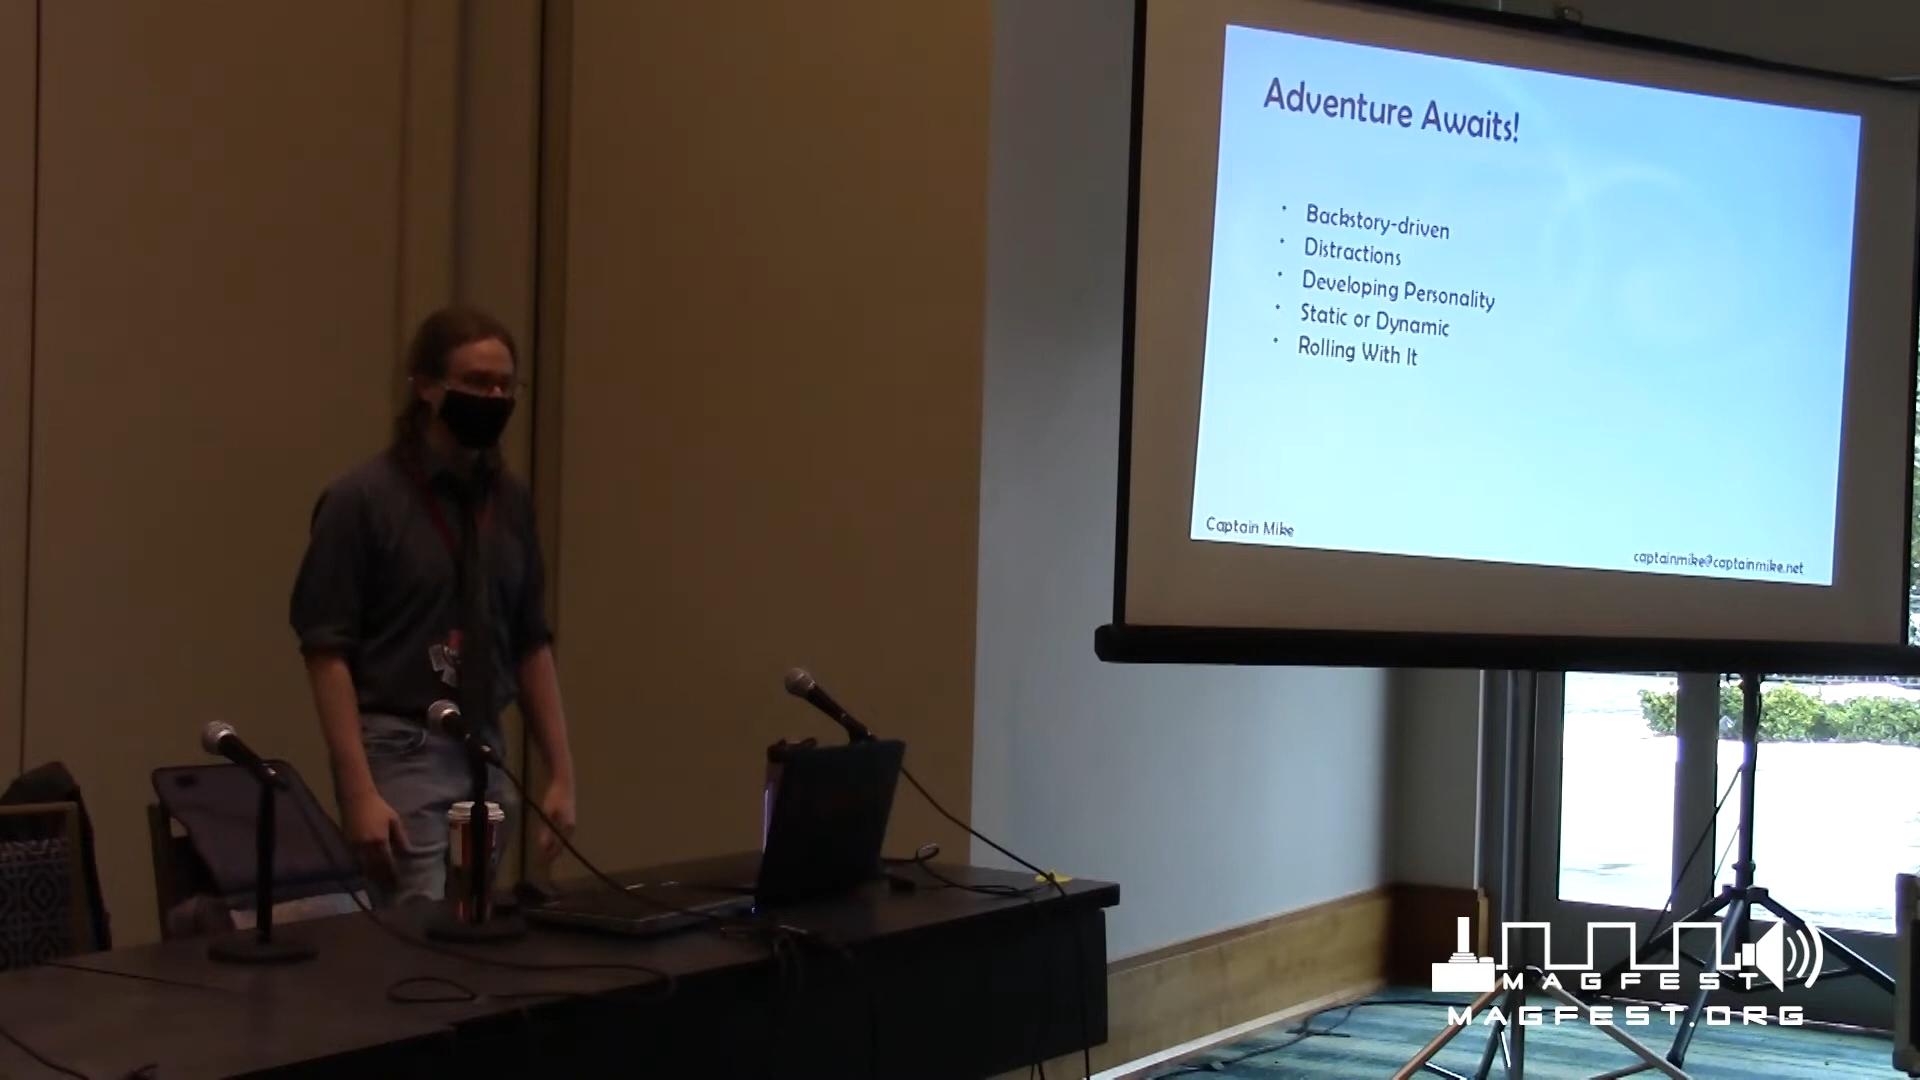 Adventure Awaits!
Backstory-driven
Distractions
Developing Personality
Static or Dynamic
Rolling With It
Captain Mike
captainmike@captainmike.net
MAGFEST
MAGFEST.ORG